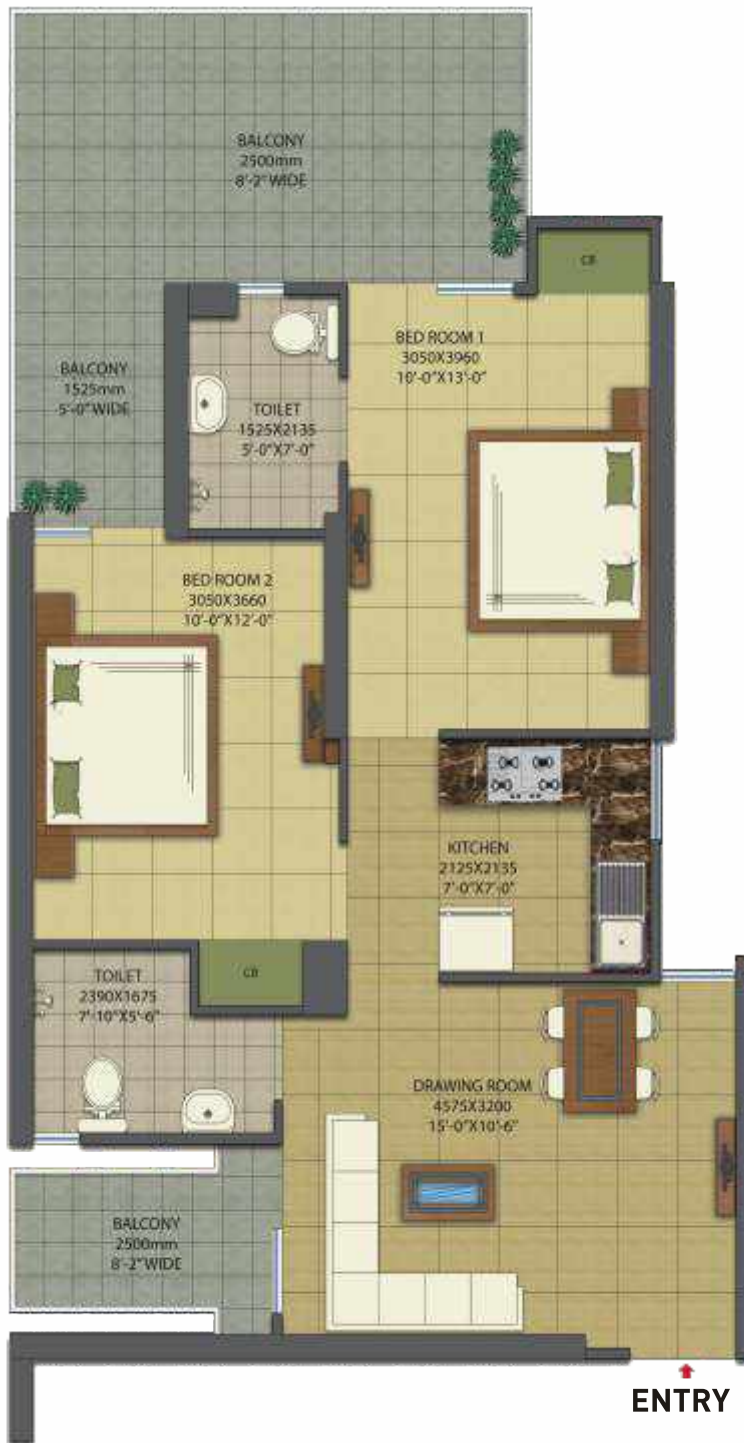 BALCONY
2500mm
8'-2" WIDE
CB
BED ROOM 1
3050X3960
10'-0"X13'-0"
BALCONY
1525mm
5'-0" WIDE
TOILET
1525X2135
5'-0"X7'-0"
BED ROOM 2
3050X3660
10'-0"X12'-0"
KITCHEN
2125X2135
7'-0"X7'-0"
CB
TOILET
2390X1675
7'-10"X5'-6"
DRAWING ROOM
4575X3200
15'-0"X10'-6"
BALCONY
2500mm
8'-2" WIDE
ENTRY